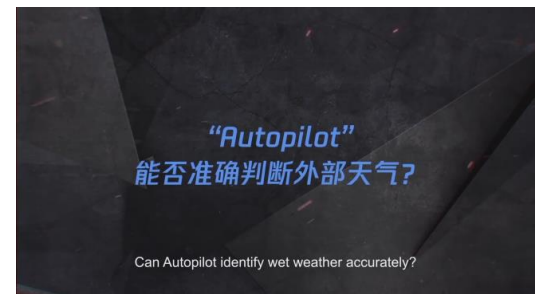 “Autopilot”
能否准确判断外部天气?
Can Autopilot identify wet weather accurately?